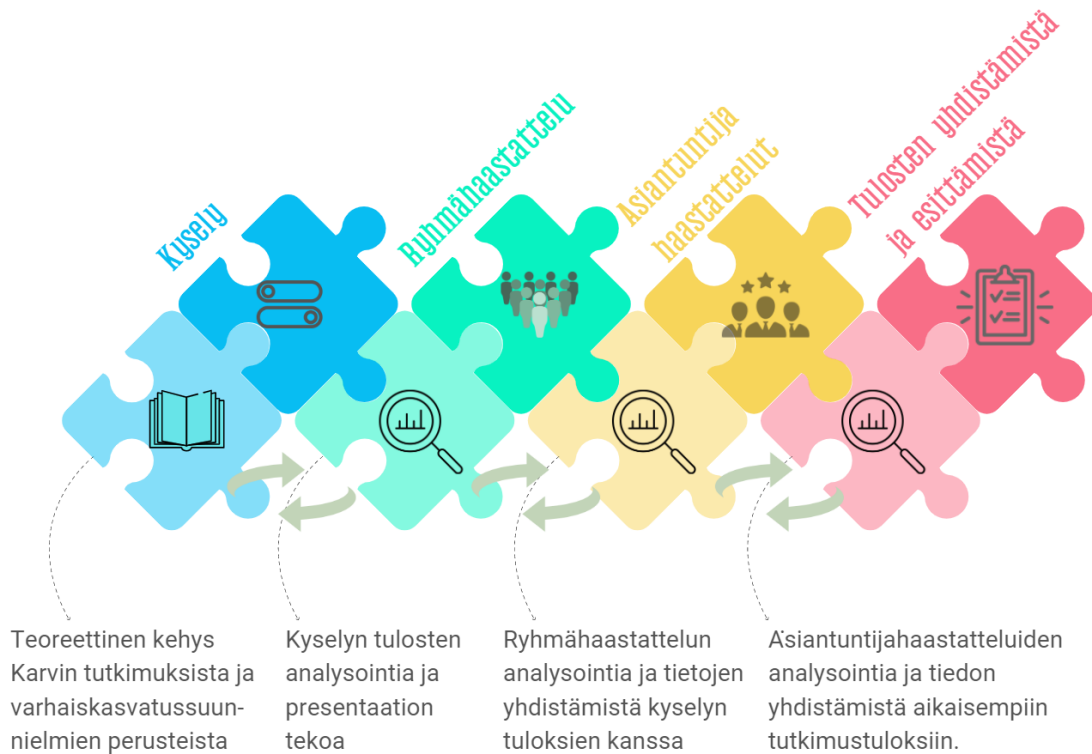 Kysely
Ryhmähaastattelu
Asiantuntija
haastattelut
Tulosten yhdistämistä
ja esittämistä
Teoreettinen kehys
Karvin tutkimuksista ja
varhaiskasvatussuun-
nielmien perusteista
Kyselyn tulosten
analysointia ja
presentaation
tekoa
Ryhmähaastattelun
analysointia ja tietojen
yhdistämistä kyselyn
tuloksien kanssa
Asiantuntijahaastatteluiden
analysointia ja tiedon
yhdistämistä aikaisempiin
tutkimustuloksiin.